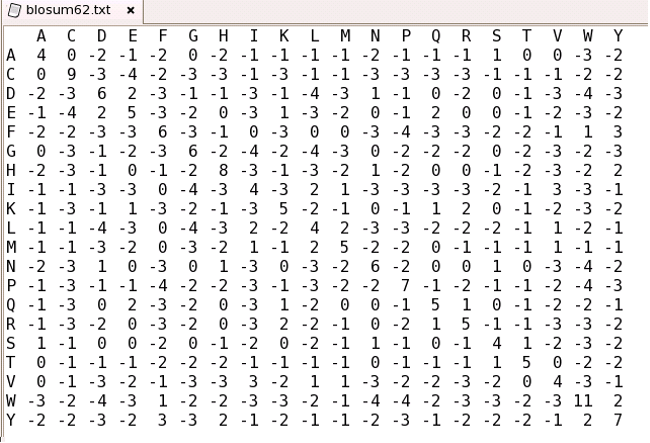 blosum62.txt ×
   A  C  D  E  F  G  H  I  K  L  M  N  P  Q  R  S  T  V  W  Y
A  4  0 -2 -1 -2  0 -2 -1 -1 -1 -1 -2 -1 -1 -1  1  0  0 -3 -2
C  0  9 -3 -4 -2 -3 -3 -1 -3 -1 -1 -3 -3 -3 -3 -1 -1 -1 -2 -2
D -2 -3  6  2 -3 -1 -1 -3 -1 -4 -3  1 -1  0 -2  0 -1 -3 -4 -3
E -1 -4  2  5 -3 -2  0 -3  1 -3 -2  0 -1  2  0  0 -1 -2 -3 -2
F -2 -2 -3 -3  6 -3 -1  0 -3  0  0 -3 -4 -3 -3 -2 -2 -1  1  3
G  0 -3 -1 -2 -3  6 -2 -4 -2 -4 -3  0 -2 -2 -2  0 -2 -3 -2 -3
H -2 -3 -1  0 -1 -2  8 -3 -1 -3 -2  1 -2  0  0 -1 -2 -3 -2  2
I -1 -1 -3 -3  0 -4 -3  4 -3  2  1 -3 -3 -3 -3 -2 -1  3 -3 -1
K -1 -3 -1  1 -3 -2 -1 -3  5 -2 -1  0 -1  1  2  0 -1 -2 -3 -2
L -1 -1 -4 -3  0 -4 -3  2 -2  4  2 -3 -3 -2 -2 -2 -1  1 -2 -1
M -1 -1 -3 -2  0 -3 -2  1 -1  2  5 -2 -2  0 -1 -1 -1  1 -1 -1
N -2 -3  1  0 -3  0  1 -3  0 -3 -2  6 -2  0  0  1  0 -3 -4 -2
P -1 -3 -1 -1 -4 -2 -2 -3 -1 -3 -2 -2  7 -1 -2 -1 -1 -2 -4 -3
Q -1 -3  0  2 -3 -2  0 -3  1 -2  0  0 -1  5  1  0 -1 -2 -2 -1
R -1 -3 -2  0 -3 -2  0 -3  2 -2 -1  0 -2  1  5 -1 -1 -3 -3 -2
S  1 -1  0  0 -2  0 -1 -2  0 -2 -1  1 -1  0 -1  4  1 -2 -3 -2
T  0 -1 -1 -1 -2 -2 -2 -1 -1 -1 -1  0 -1 -1 -1  1  5  0 -2 -2
V  0 -1 -3 -2 -1 -3 -3  3 -2  1  1 -3 -2 -2 -3 -2  0  4 -3 -1
W -3 -2 -4 -3  1 -2 -2 -3 -3 -2 -1 -4 -4 -2 -3 -3 -2 -3 11  2
Y -2 -2 -3 -2  3 -3  2 -1 -2 -1 -1 -2 -3 -1 -2 -2 -2 -1  2  7